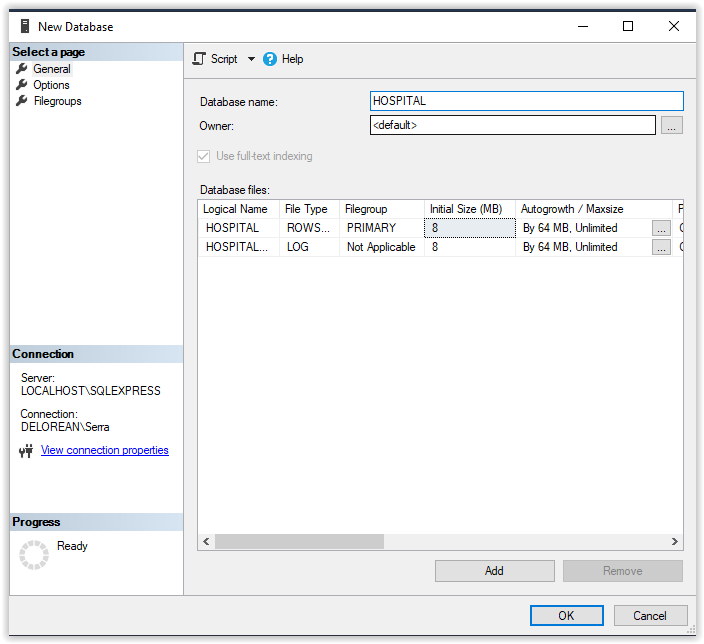 New Database
Select a page
General
Options
Filegroups
Script
Help
Database name:
HOSPITAL
Owner:
<default>
...
Use full-text indexing
Database files:
Logical Name File Type Filegroup Initial Size (MB) Autogrowth / Maxsize
HOSPITAL ROWS... PRIMARY 8 By 64 MB, Unlimited ...
HOSPITAL... LOG Not Applicable 8 By 64 MB, Unlimited ...
Connection
Server:
LOCALHOST\SQLEXPRESS
Connection:
DELOREAN\Serra
View connection properties
Progress
Ready
Add
Remove
OK
Cancel